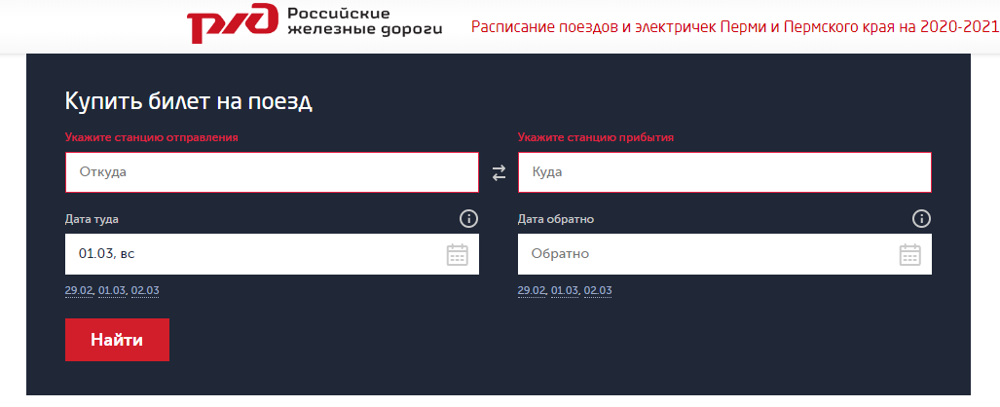 РЖД Российские
железные дороги
Расписание поездов и электричек Перми и Пермского края на 2020-2021
Купить билет на поезд
Укажите станцию отправления
Укажите станцию прибытия
Откуда
Куда
Дата туда
Дата обратно
01.03, вс
Обратно
29.02, 01.03, 02.03
29.02, 01.03, 02.03
Найти